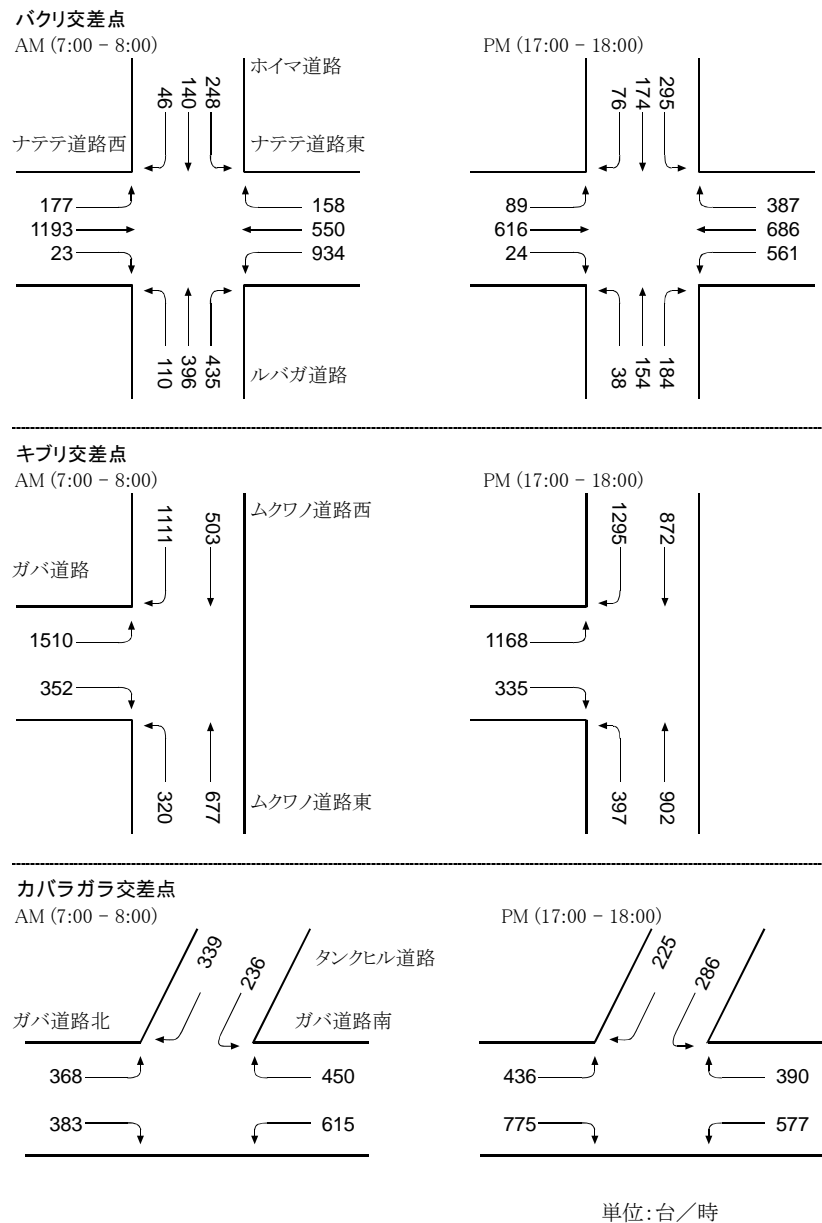 バクリ交差点
AM (7:00 - 8:00)
PM (17:00 - 18:00)
ホイマ道路
46 140 248
76 174 295
ナテテ道路西
ナテテ道路東
177 158
89 387
1193 550
616 686
23 934
24 561
110 396 435
38 154 184
ルバガ道路
キブリ交差点
AM (7:00 - 8:00)
PM (17:00 - 18:00)
ムクワノ道路西
1111 503
1295 872
ガバ道路
1510
1168
352
335
320 677
397 902
ムクワノ道路東
カバラガラ交差点
AM (7:00 - 8:00)
PM (17:00 - 18:00)
339 236
タンクヒル道路
225 286
ガバ道路北
ガバ道路南
368 450
436 390
383 615
775 577
単位:台／時